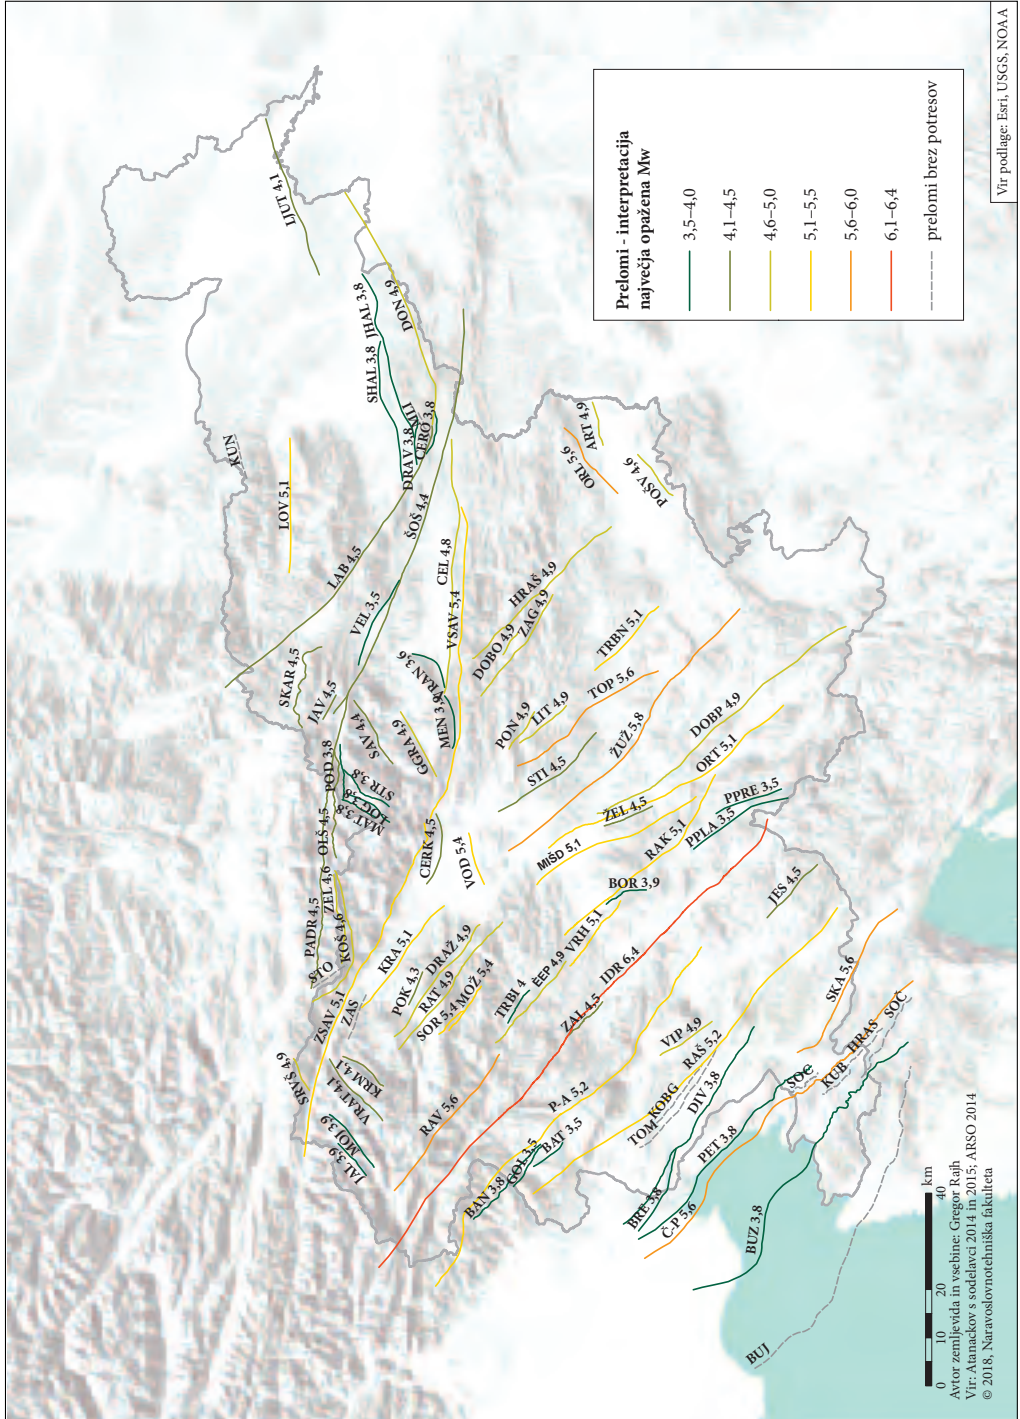 Prelomi - interpretacija
največja opažena Mw
3,5–4,0
4,1–4,5
4,6–5,0
5,1–5,5
5,6–6,0
6,1–6,4
prelomi brez potresov
LJUT 4,1
DON 4,9
JHAL 3,8
SHAL 3,8
MILI
CERO 3,8
DRAV 3,8
KUN
LOV 5,1
LAB 4,5
ŠOŠ 4,4
VEL 3,5
CEL 4,8
VSAV 5,4
VRAN 3,6
MEN 3,9
SKAR 4,5
JAV 4,5
SAV 4,4
GGRA 4,9
POD 3,8
STR 3,8
LOG 3,8
MAT 3,8
OLŠ 4,5
ŽEL 4,6
PADR 4,5
KOŠ 4,6
STO
ZSAV 5,1
ZAS
CERK 4,5
VOD 5,4
KRA 5,1
POK 4,3
DRAŽ 4,9
RAT 4,9
SOR 5,4
MOŽ 5,4
SRVŠ 4,9
KRM 4,1
VRAT 4,1
MOJ 3,9
JAL 3,9
RAV 5,6
TRBI 4
ČEP 4,9
VRH 5,1
BOR 3,9
ZAL 4,5
IDR 6,4
ART 4,9
ORL 5,6
POŠV 4,6
HRAŠ 4,9
ZAG 4,9
DOBO 4,9
TRBN 5,1
TOP 5,6
LIT 4,9
PON 4,9
STI 4,5
ŽUŽ 5,8
DOBP 4,9
ORT 5,1
ŽEL 4,5
MIŠD 5,1
RAK 5,1
PPRE 3,5
PPLA 3,5
JES 4,5
SKA 5,6
VIP 4,9
RAŠ 5,2
P-A 5,2
KOBG
TOM
DIV 3,8
BAT 3,5
GOL 3,5
BAN 3,8
BRE 3,8
Č-P 5,6
PET 3,8
SOČ
KUB
HRAS
SOČ
BUZ 3,8
BUJ
0 10 20 40
km
Avtor zemljevida in vsebine: Gregor Rajh
Vir: Atanackov s sodelavci 2014 in 2015; ARSO 2014
© 2018, Naravoslovnotehniška fakulteta
Vir podlage: Esri, USGS, NOAA